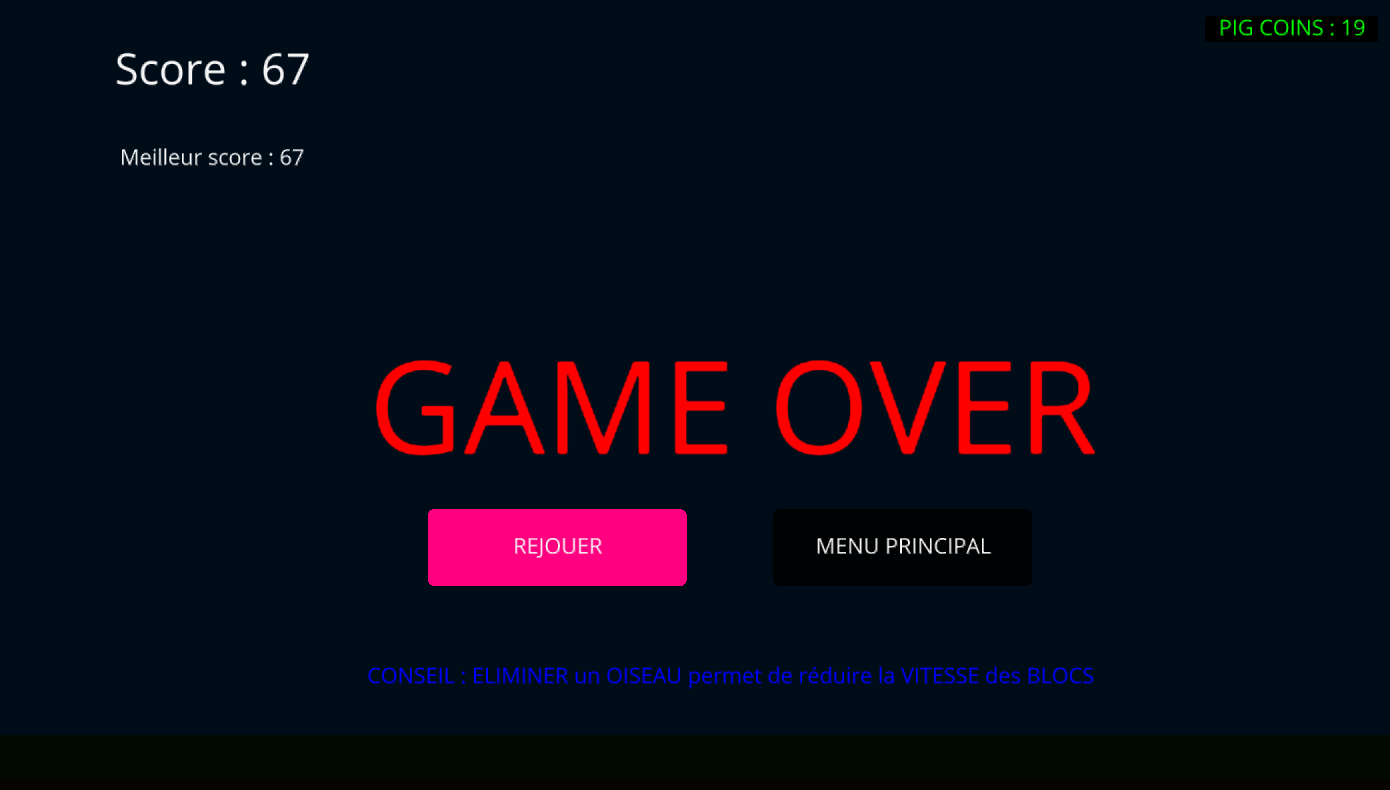 PIG COINS : 19
Score : 67
Meilleur score : 67
GAME OVER
REJOUER
MENU PRINCIPAL
CONSEIL : ELIMINER un OISEAU permet de réduire la VITESSE des BLOCS